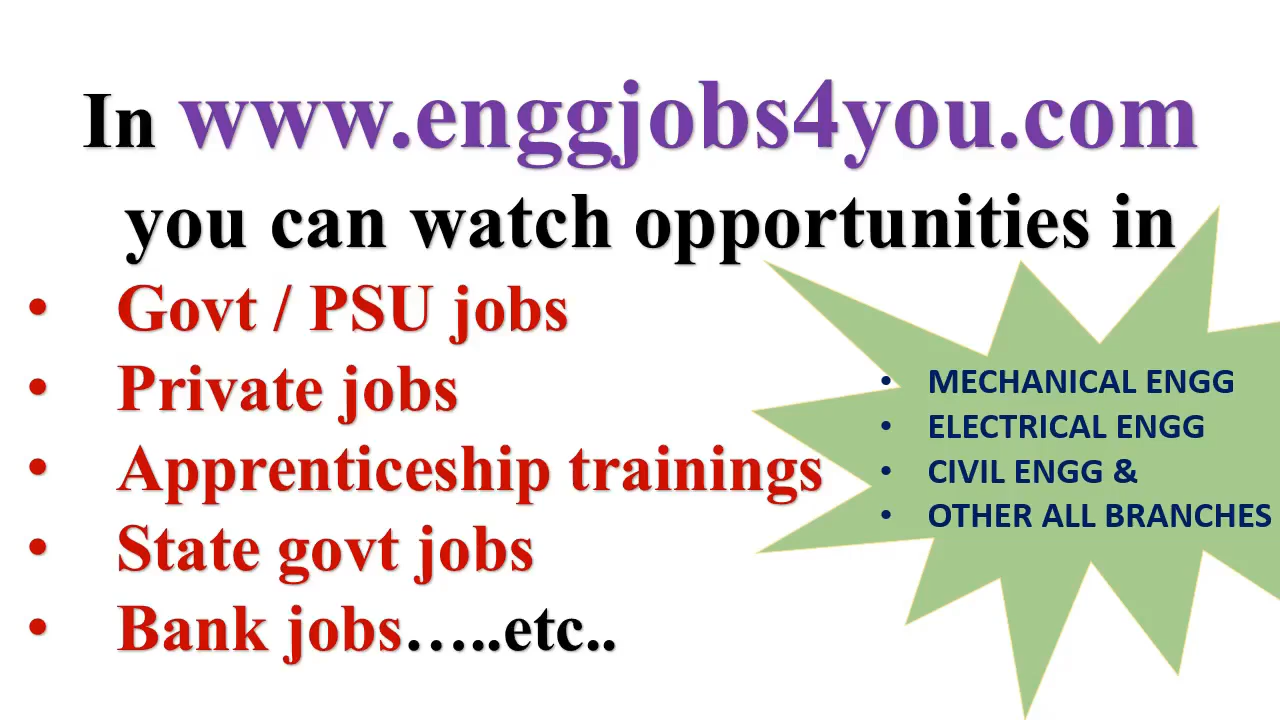 In www.enggjobs4you.com
you can watch opportunities in
• Govt / PSU jobs
• Private jobs
• Apprenticeship trainings
• State govt jobs
• Bank jobs…..etc..
• MECHANICAL ENGG
• ELECTRICAL ENGG
• CIVIL ENGG &
• OTHER ALL BRANCHES